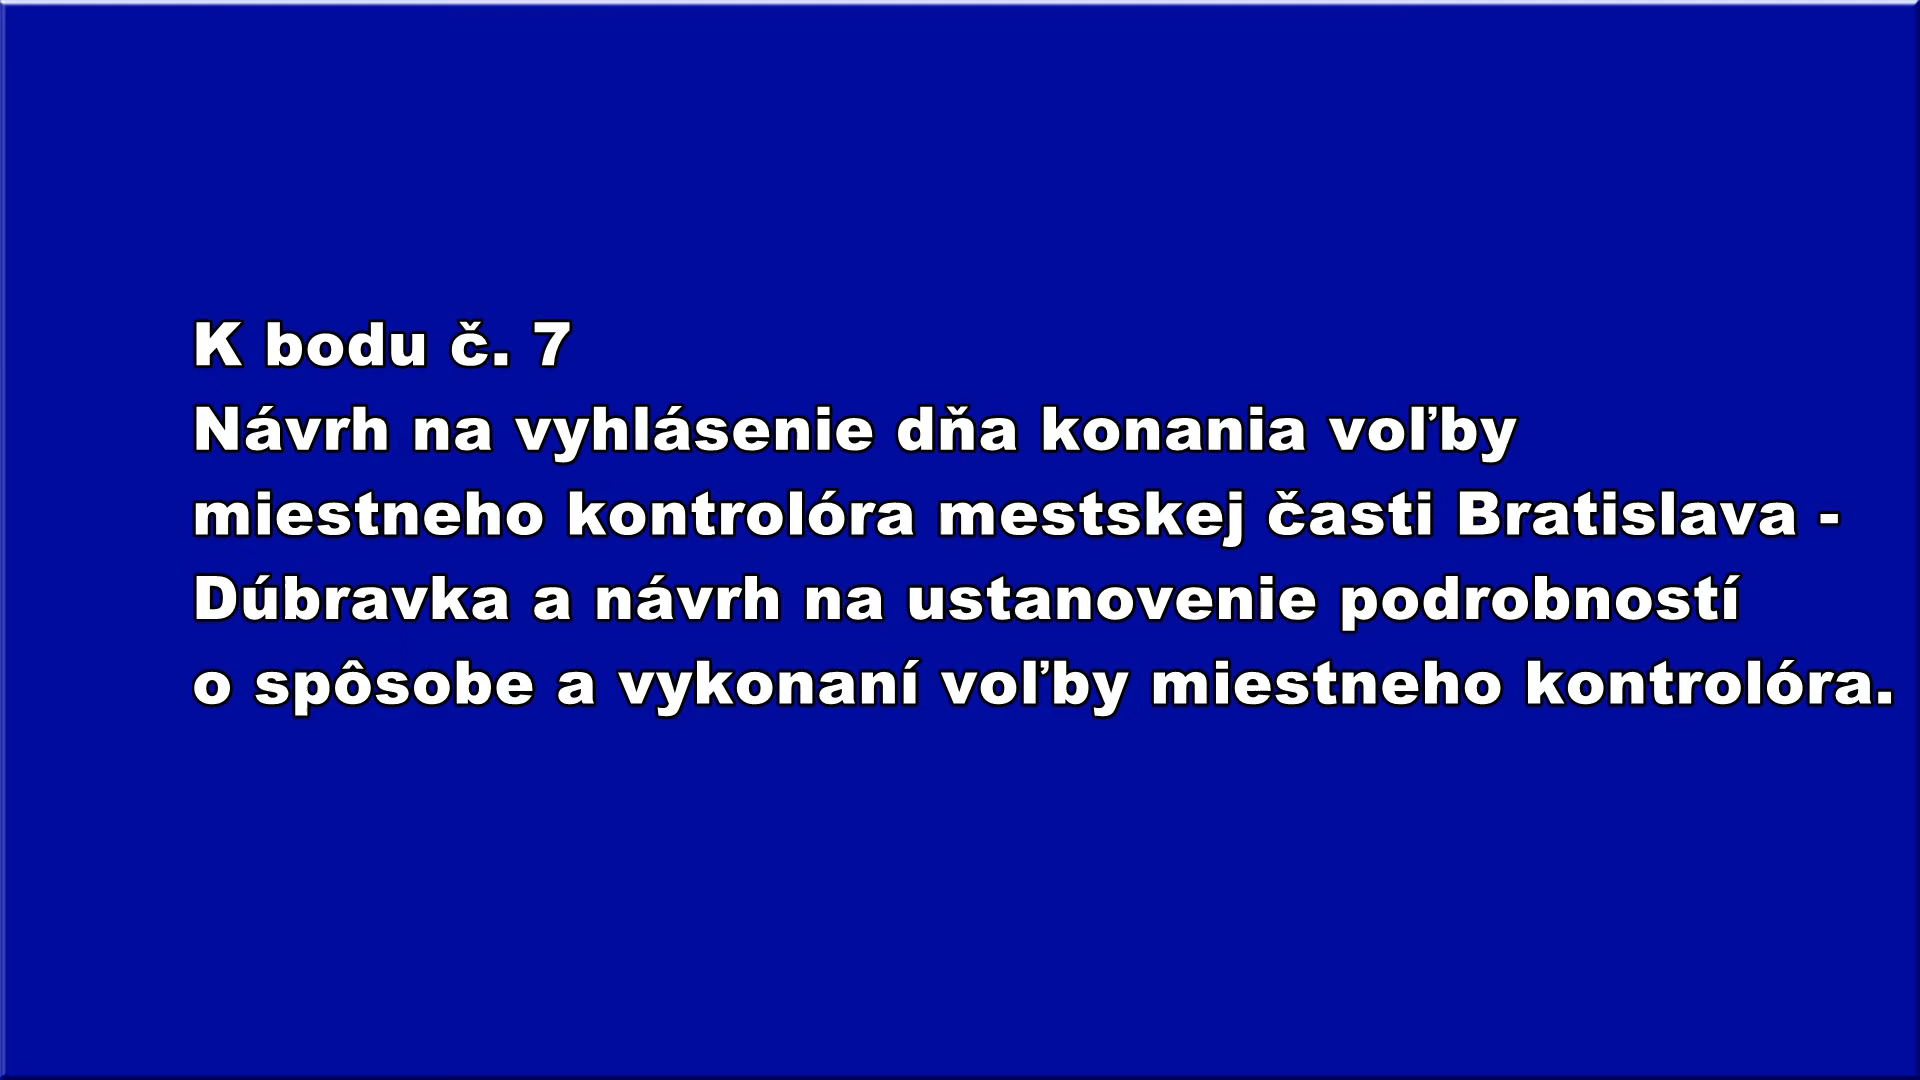 K bodu č. 7
Návrh na vyhlásenie dňa konania voľby
miestneho kontrolóra mestskej časti Bratislava -
Dúbravka a návrh na ustanovenie podrobností
o spôsobe a vykonaní voľby miestneho kontrolóra.